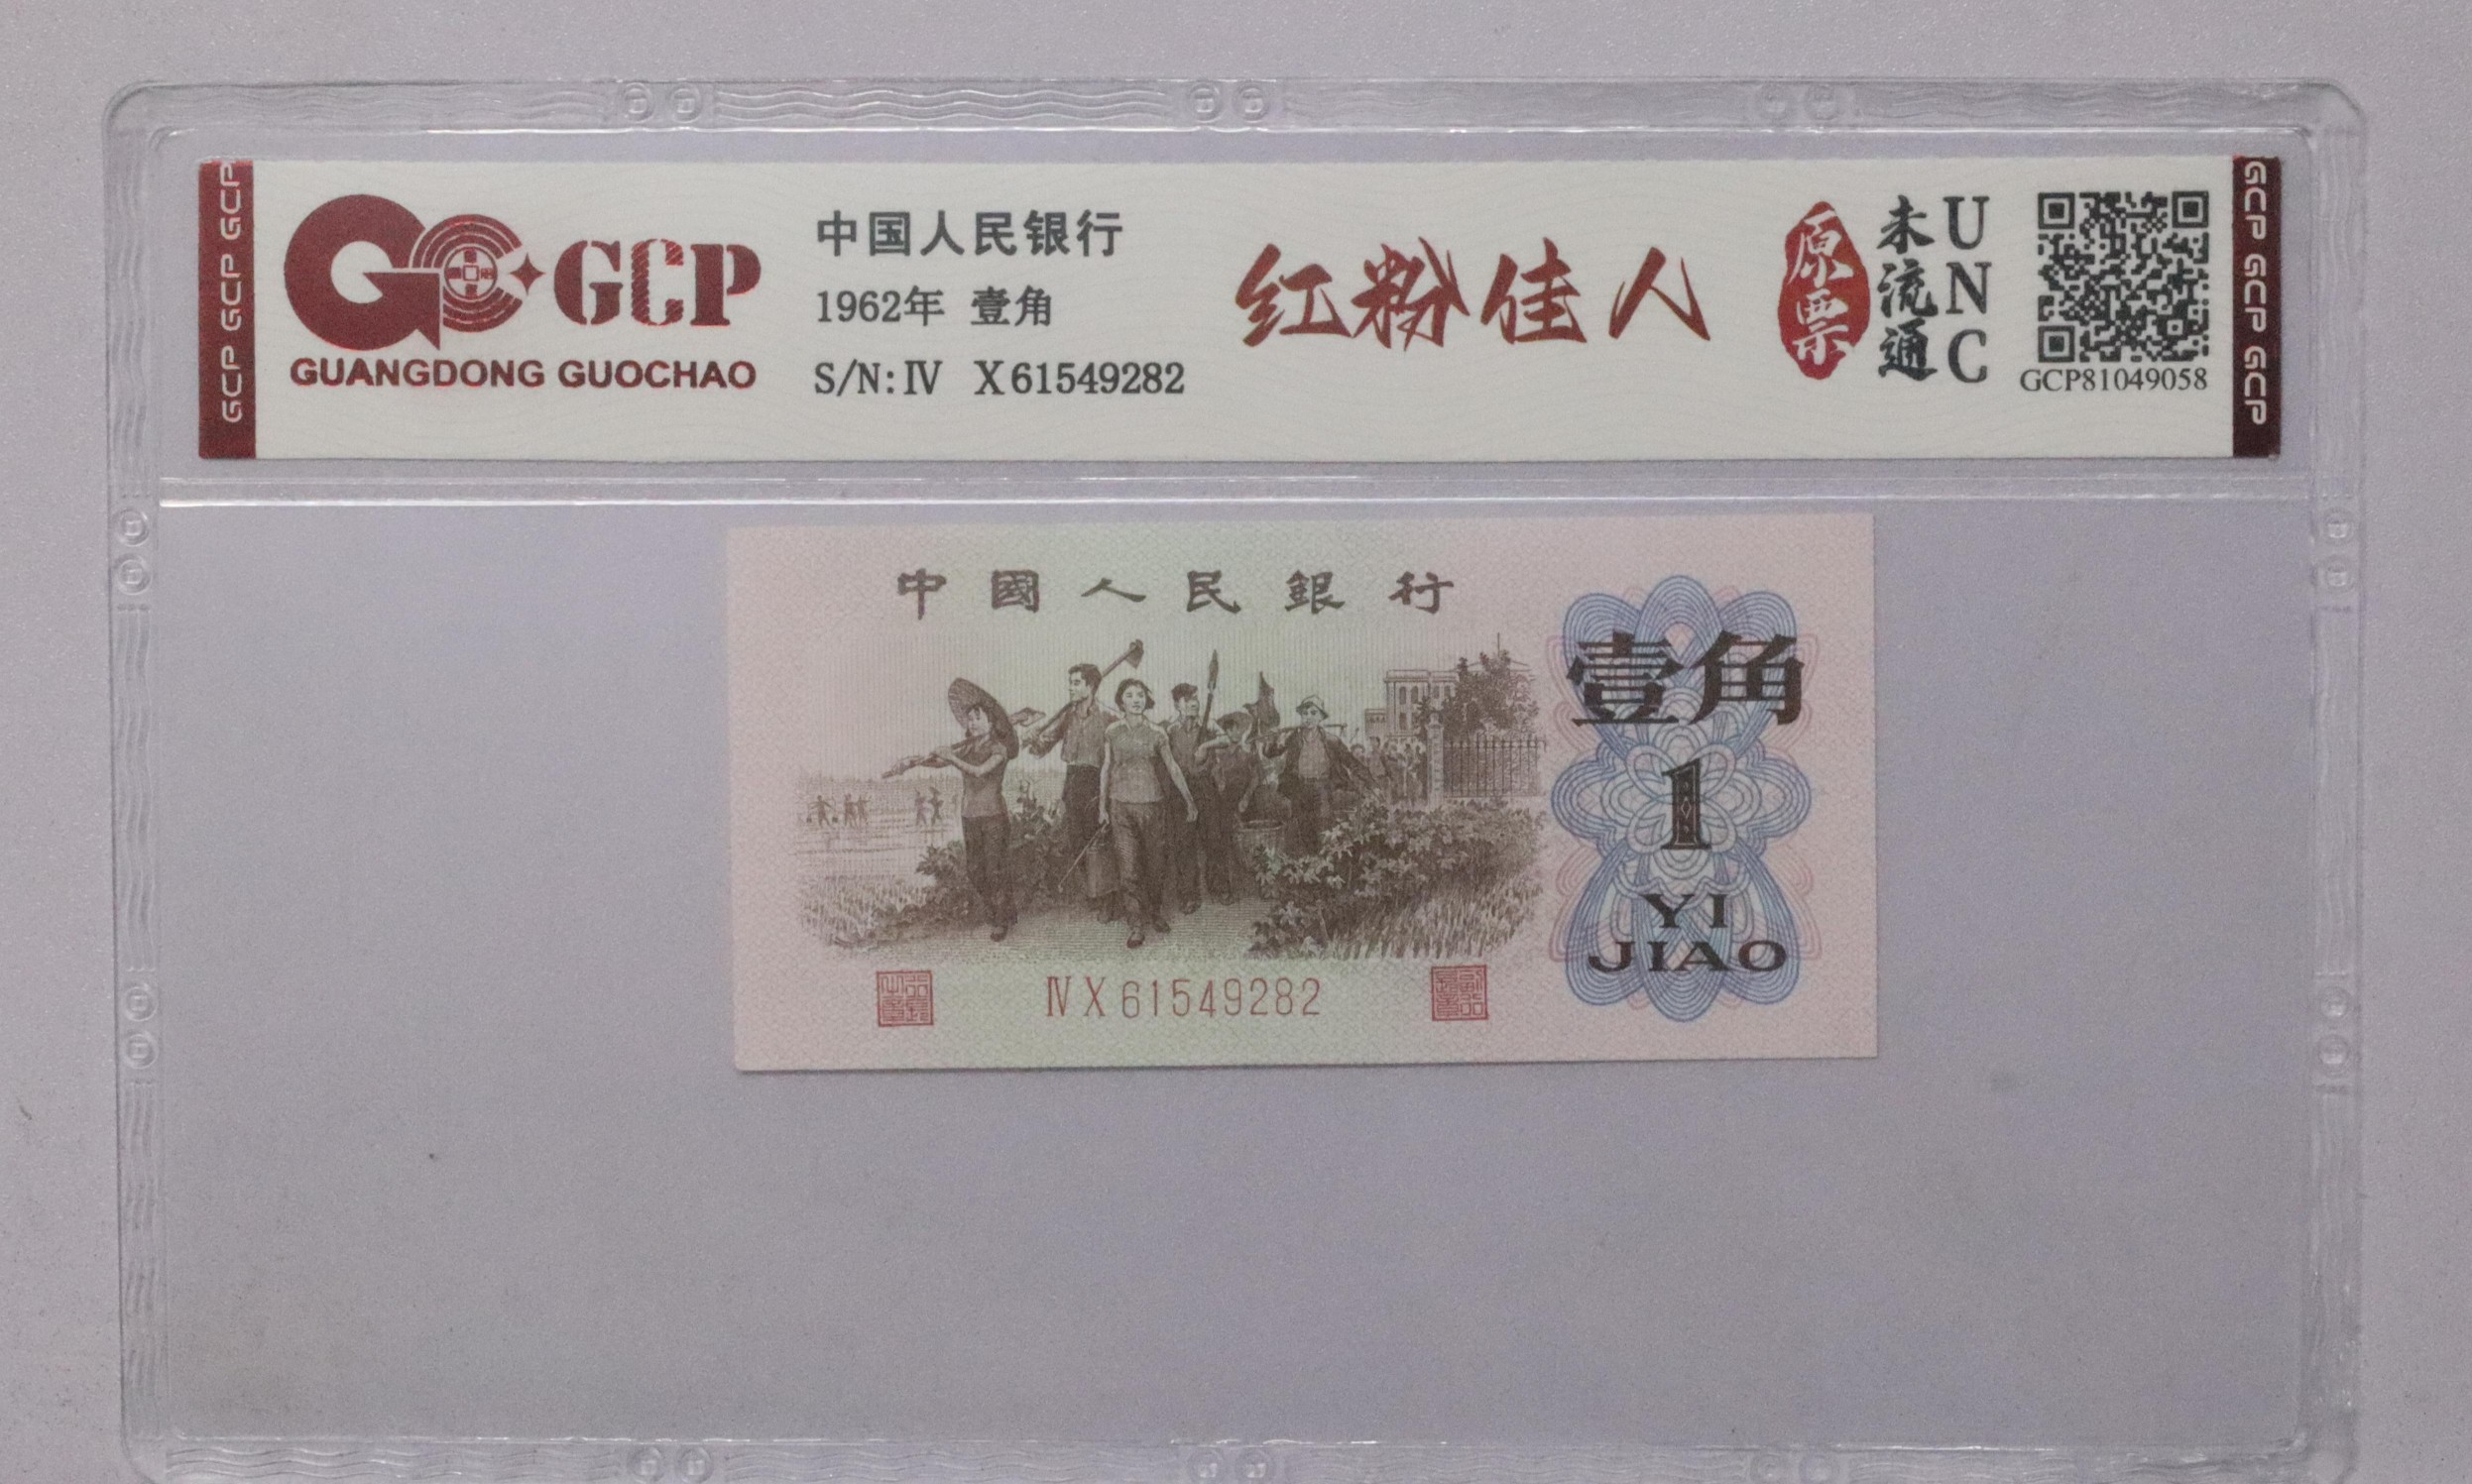 GCP GCP GCP
GCP
GUANGDONG GUOCHAO
中国人民银行
1962年 壹角
S/N: IV X61549282
红粉佳人
原票
未流通
UNC
GCP81049058
GCP GCP GCP
中國人民銀行
壹角
1
YI
JIAO
IV X 61549282